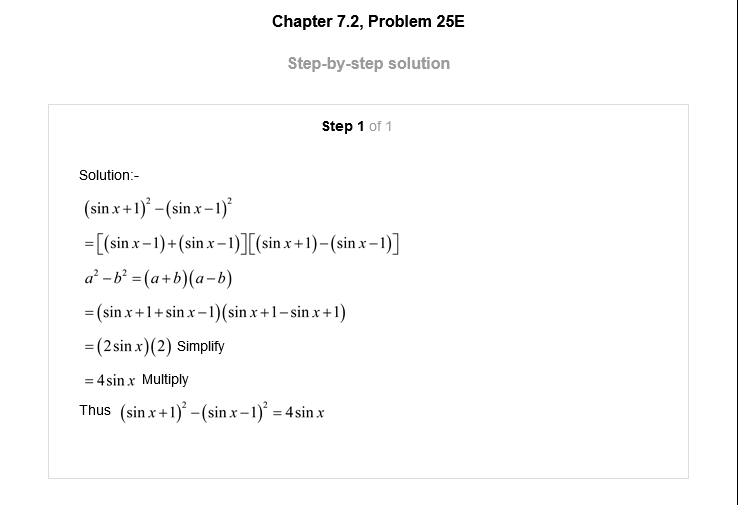 Chapter 7.2, Problem 25E
Step-by-step solution
Step 1 of 1
Solution:-
(sin x+1)² −(sin x−1)²
=[(sin x−1)+(sin x−1)][(sin x+1)−(sin x−1)]
a² −b² =(a+b)(a−b)
=(sin x+1+sin x−1)(sin x+1−sin x+1)
=(2 sin x)(2) Simplify
=4 sin x Multiply
Thus (sin x+1)² −(sin x−1)² =4 sin x